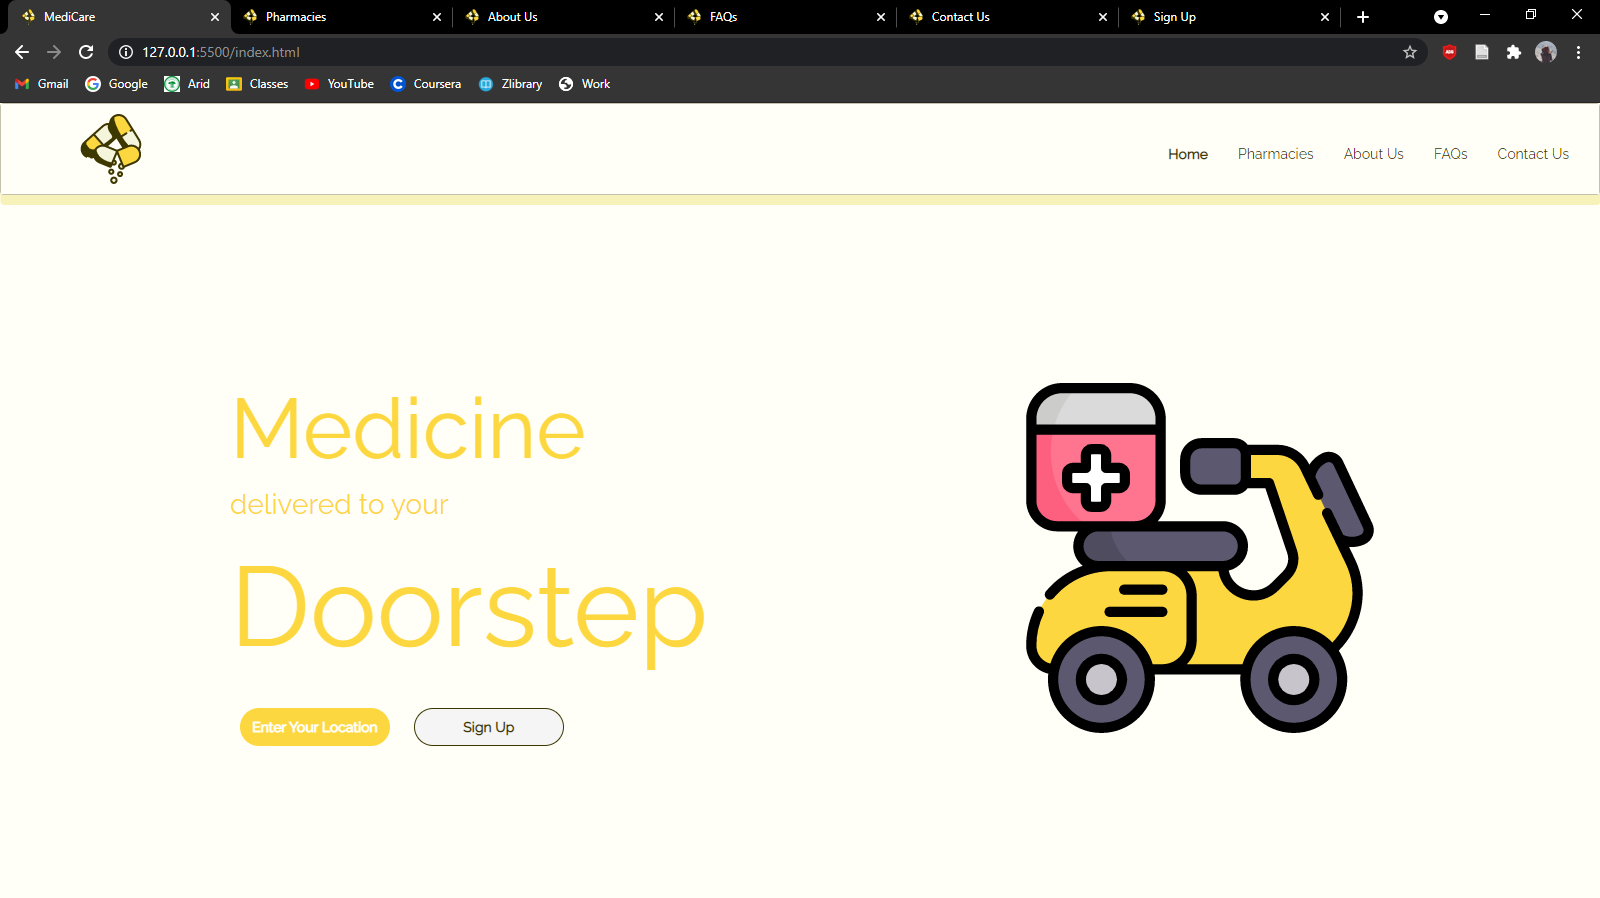 MediCare Pharmacies About Us FAQs Contact Us Sign Up
127.0.0.1:5500/index.html
Gmail Google Arid Classes YouTube Coursera Zlibrary Work
Home Pharmacies About Us FAQs Contact Us
Medicine
delivered to your
Doorstep
Enter Your Location Sign Up